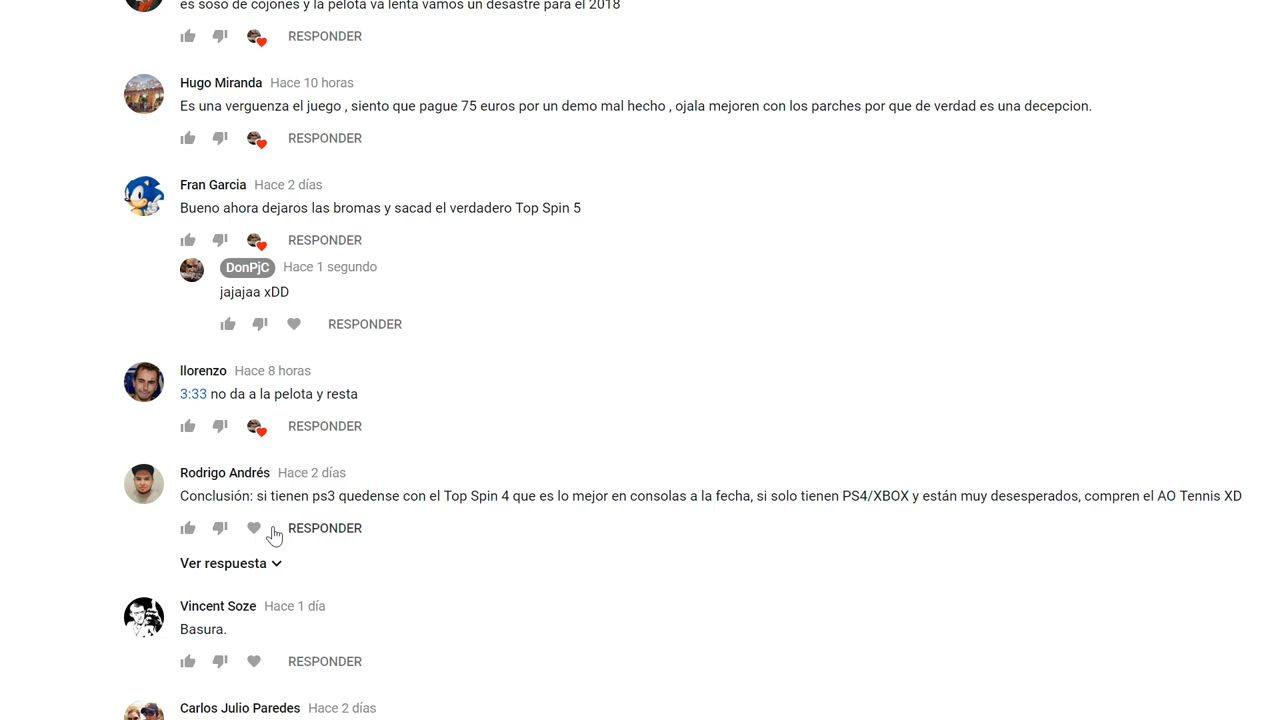 es soso de cojones y la pelota va lenta vamos un desastre para el 2018
RESPONDER
Hugo Miranda Hace 10 horas
Es una verguenza el juego , siento que pague 75 euros por un demo mal hecho , ojala mejoren con los parches por que de verdad es una decepcion.
RESPONDER
Fran Garcia Hace 2 días
Bueno ahora dejaros las bromas y sacad el verdadero Top Spin 5
RESPONDER
DonPjC Hace 1 segundo
jajajaa xDD
RESPONDER
llorenzo Hace 8 horas
3:33 no da a la pelota y resta
RESPONDER
Rodrigo Andrés Hace 2 días
Conclusión: si tienen ps3 quedense con el Top Spin 4 que es lo mejor en consolas a la fecha, si solo tienen PS4/XBOX y están muy desesperados, compren el AO Tennis XD
RESPONDER
Ver respuesta
Vincent Soze Hace 1 día
Basura.
RESPONDER
Carlos Julio Paredes Hace 2 días